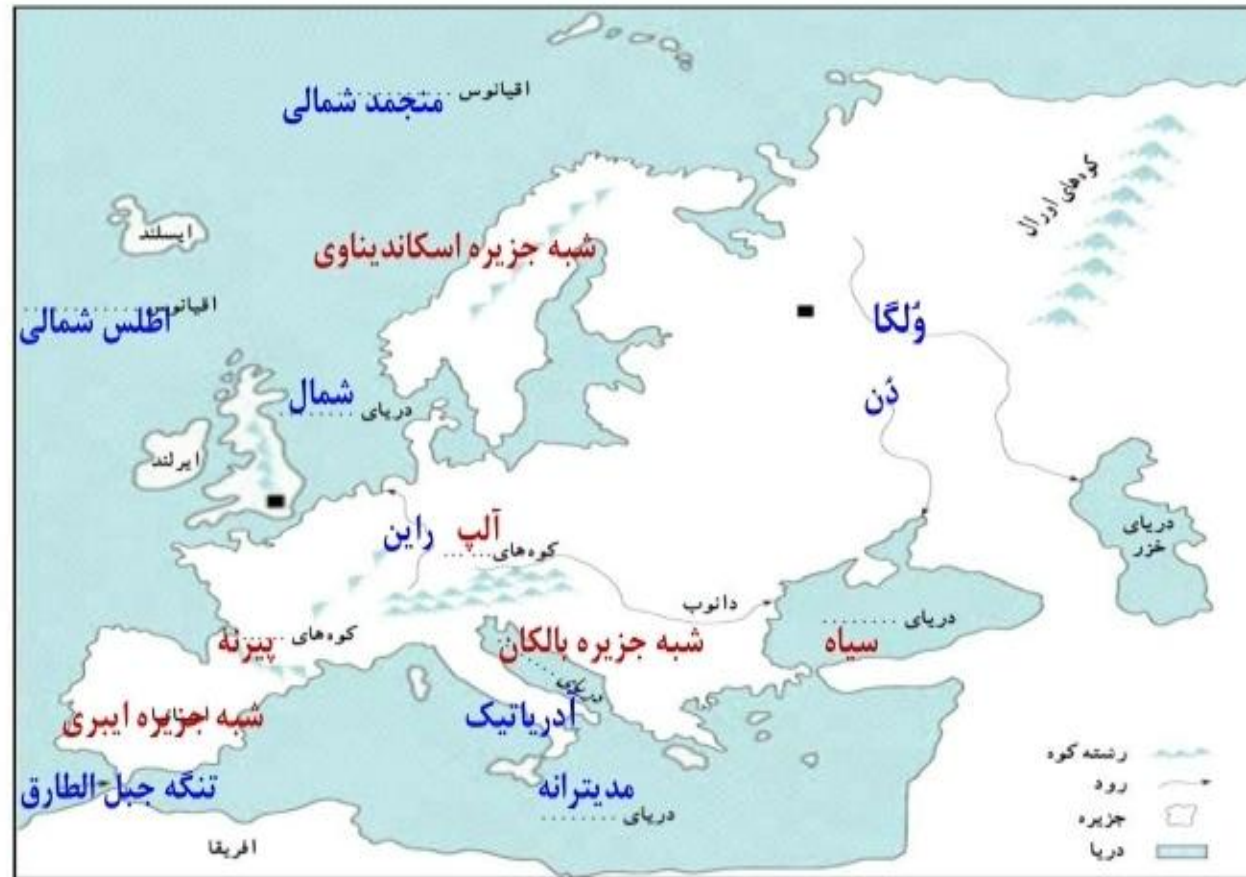 اقیانوس ........ منجمد شمالی
کوه‌های اورال
ایسلند
شبه جزیره اسکاندیناوی
اقیانوس ........
اطلس شمالی
وُلگا
شمال
دریای ........
دُن
ایرلند
راین
آلپ
کوه‌های ......
دریای
خزر
دانوب
دریای ........
سیاه
کوه‌های ......
پیرنه
شبه جزیره بالکان
دریای ........
آدریاتیک
شبه جزیره ایبری
تنگه جبل الطارق
مدیترانه
دریای ........
افریقا
رشته کوه
رود
جزیره
دریا